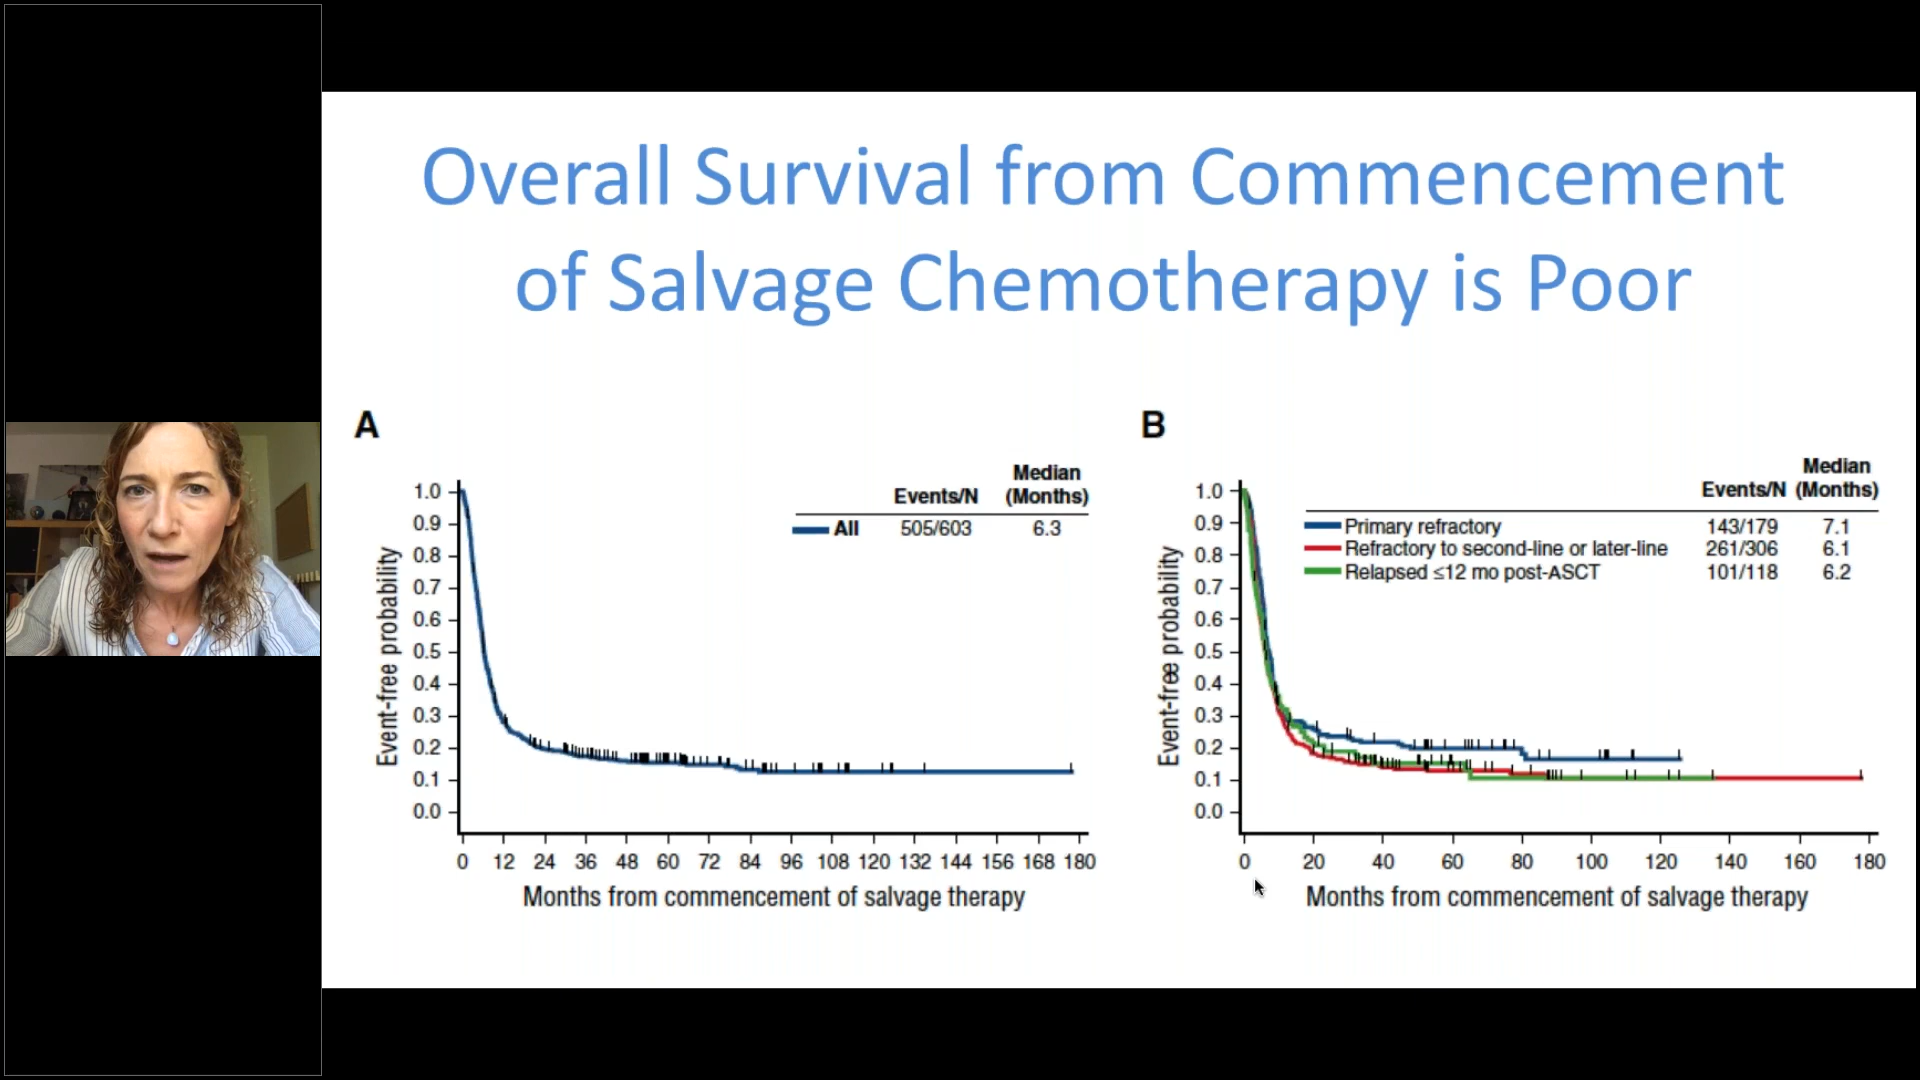 Overall Survival from Commencement
of Salvage Chemotherapy is Poor
A
Median
Events/N (Months)
All 505/603 6.3
Event-free probability
1.0
0.9
0.8
0.7
0.6
0.5
0.4
0.3
0.2
0.1
0.0
0 12 24 36 48 60 72 84 96 108 120 132 144 156 168 180
Months from commencement of salvage therapy
B
Median
Events/N (Months)
Primary refractory 143/179 7.1
Refractory to second-line or later-line 261/306 6.1
Relapsed ≤12 mo post-ASCT 101/118 6.2
Event-free probability
1.0
0.9
0.8
0.7
0.6
0.5
0.4
0.3
0.2
0.1
0.0
0 20 40 60 80 100 120 140 160 180
Months from commencement of salvage therapy